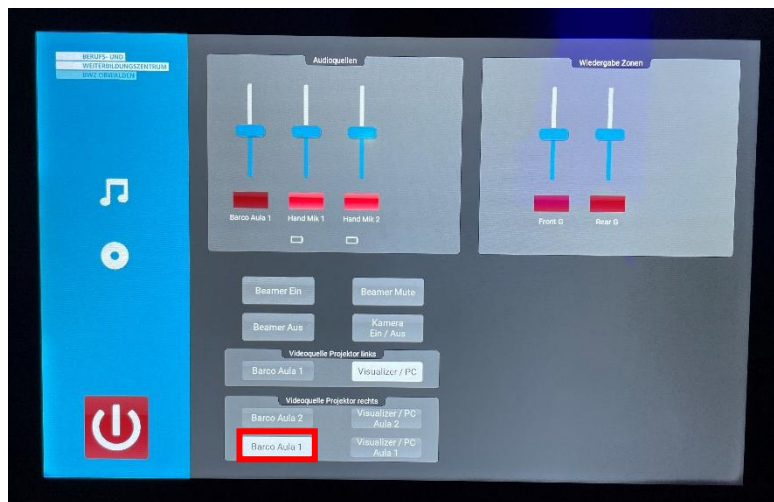 BERUFS- UND
WEITERBILDUNGSZENTRUM
BWZ OBWALDEN
Audioquellen
Barco Aula 1
Hand Mik 1
Hand Mik 2
Wiedergabe Zonen
Front G
Rear G
Beamer Ein
Beamer Mute
Beamer Aus
Kamera
Ein / Aus
Videoquelle Projektor links
Barco Aula 1
Visualizer / PC
Videoquelle Projektor rechts
Barco Aula 2
Visualizer / PC
Aula 2
Barco Aula 1
Visualizer / PC
Aula 1